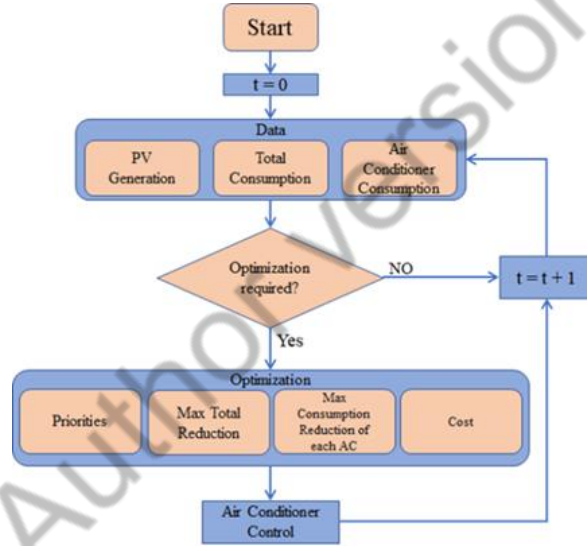 Start
t = 0
Data
PV
Generation
Total
Consumption
Air
Conditioner
Consumption
Optimization
required?
NO
t = t + 1
Yes
Optimization
Priorities
Max Total
Reduction
Max
Consumption
Reduction of
each AC
Cost
Air Conditioner
Control
Author version